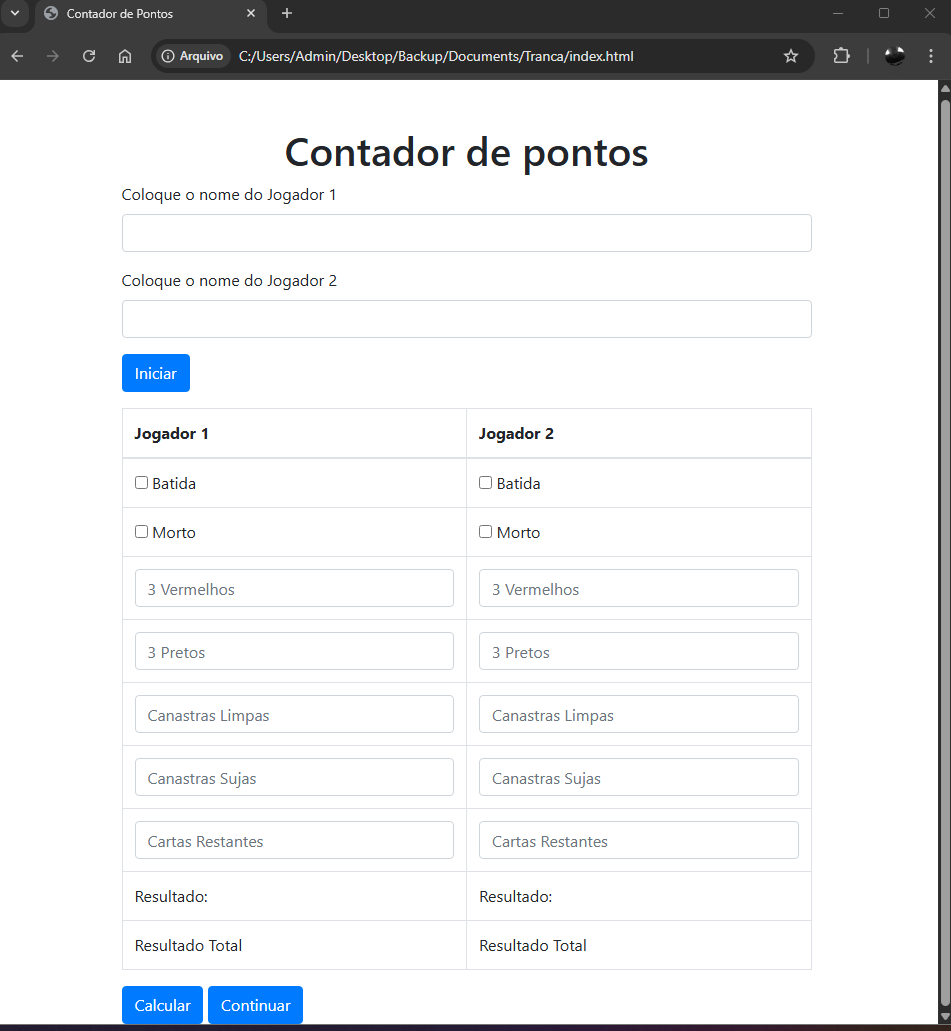 Contador de Pontos
Arquivo C:/Users/Admin/Desktop/Backup/Documents/Tranca/index.html
Contador de pontos
Coloque o nome do Jogador 1
Coloque o nome do Jogador 2
Iniciar
Jogador 1 Jogador 2
Batida Batida
Morto Morto
3 Vermelhos 3 Vermelhos
3 Pretos 3 Pretos
Canastras Limpas Canastras Limpas
Canastras Sujas Canastras Sujas
Cartas Restantes Cartas Restantes
Resultado: Resultado:
Resultado Total Resultado Total
Calcular Continuar